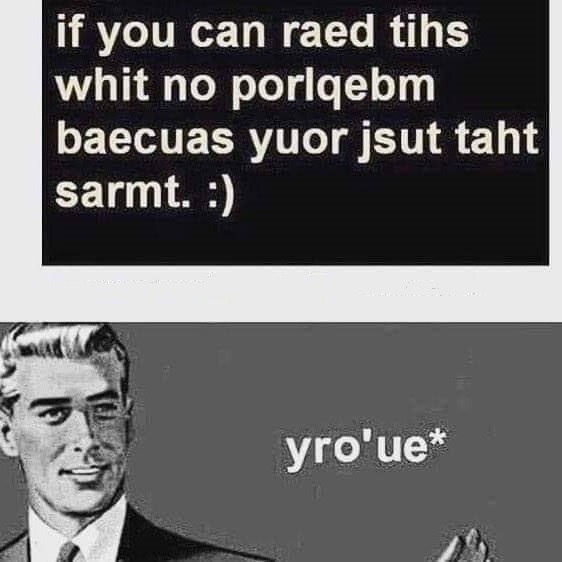 if you can raed tihs
whit no porlqebm
baecuas yuor jsut taht
sarmt. :)
yro'ue*